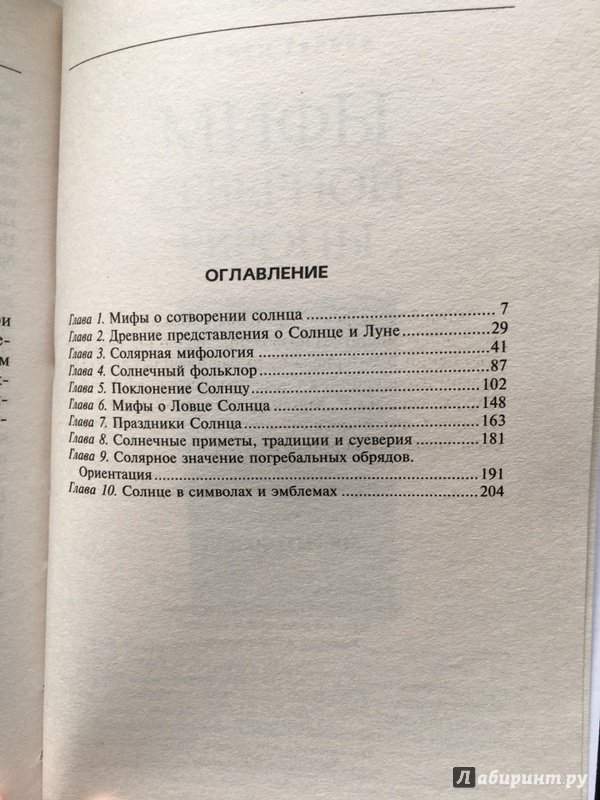 ОГЛАВЛЕНИЕ
Глава 1. Мифы о сотворении солнца 7
Глава 2. Древние представления о Солнце и Луне 29
Глава 3. Солярная мифология 41
Глава 4. Солнечный фольклор 87
Глава 5. Поклонение Солнцу 102
Глава 6. Мифы о Ловце Солнца 148
Глава 7. Праздники Солнца 163
Глава 8. Солнечные приметы, традиции и суеверия 181
Глава 9. Солярное значение погребальных обрядов.
Ориентация 191
Глава 10. Солнце в символах и эмблемах 204
Лабиринт.ру